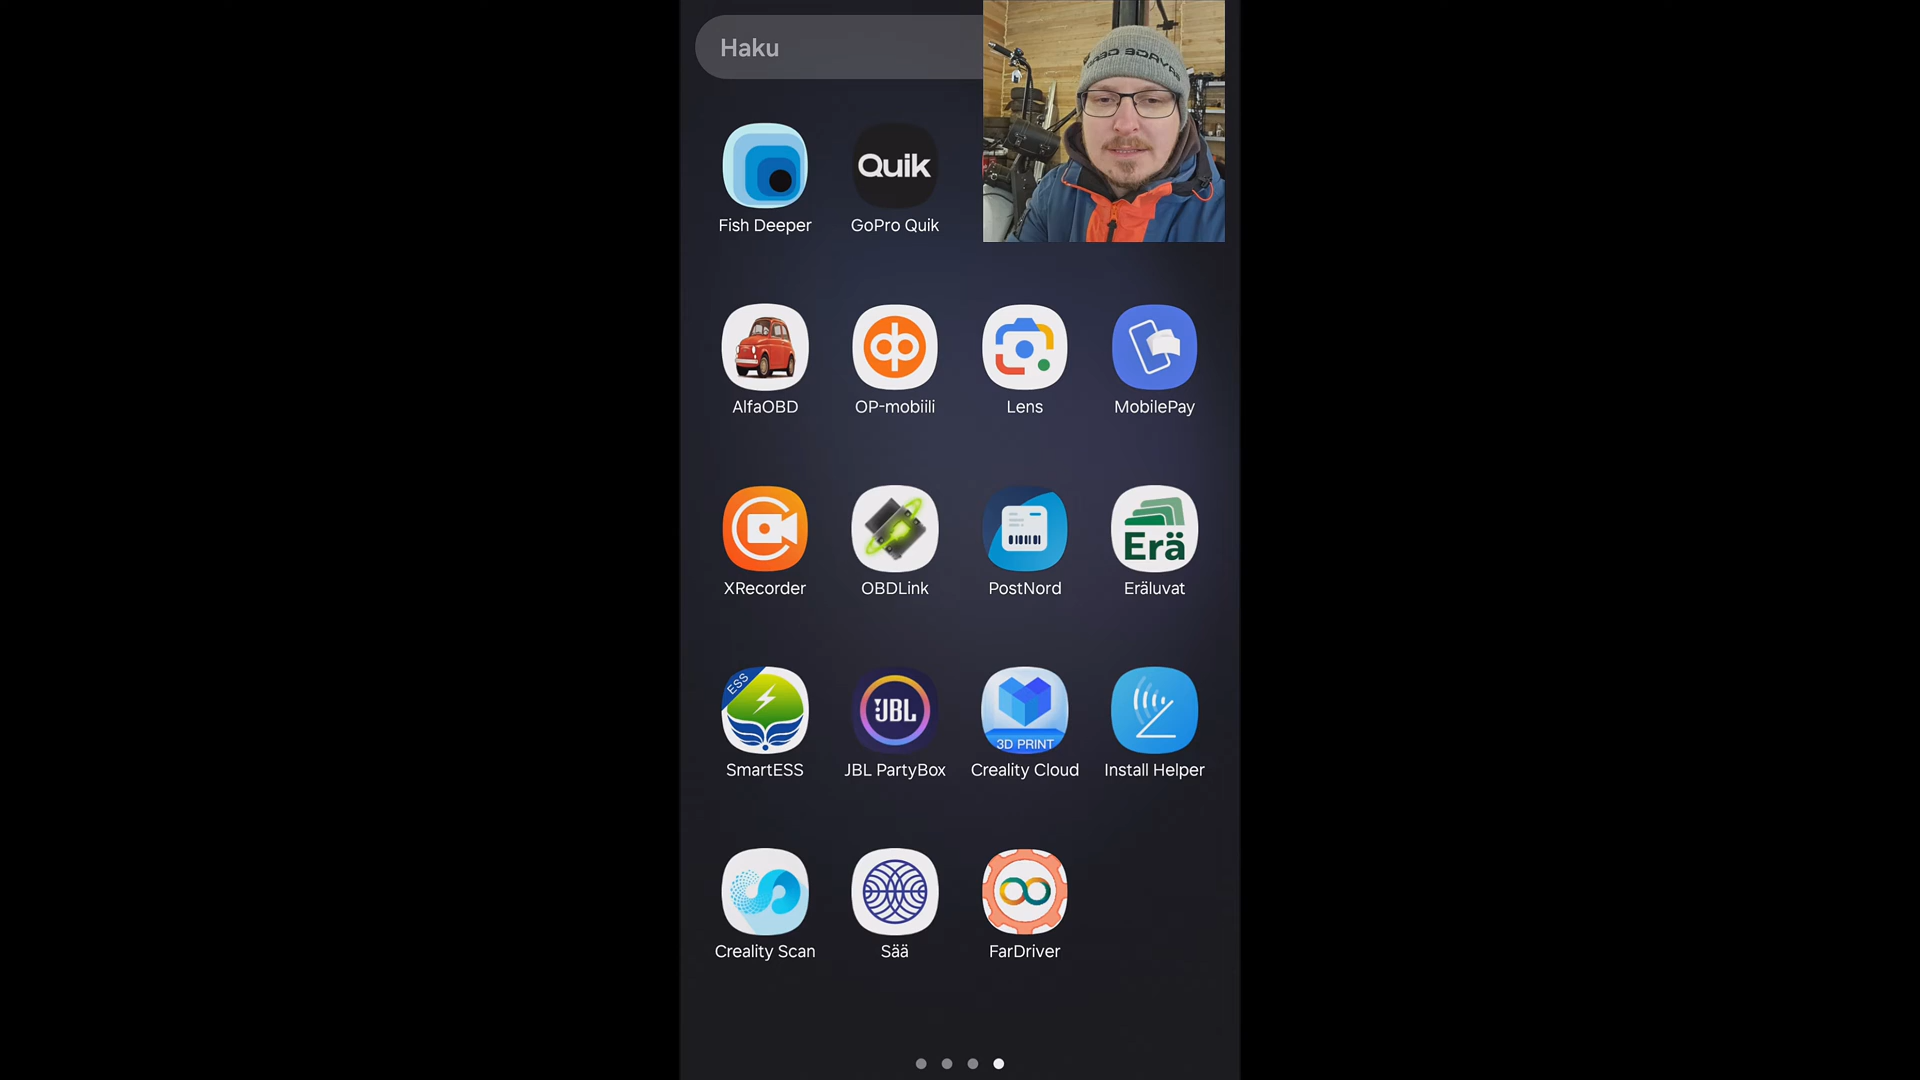 Haku
Quik
Fish Deeper
GoPro Quik
AlfaOBD
OP-mobiili
Lens
MobilePay
Erä
XRecorder
OBDLink
PostNord
Eräluvat
ESS
JBL
3D PRINT
SmartESS
JBL PartyBox
Creality Cloud
Install Helper
Creality Scan
Sää
FarDriver